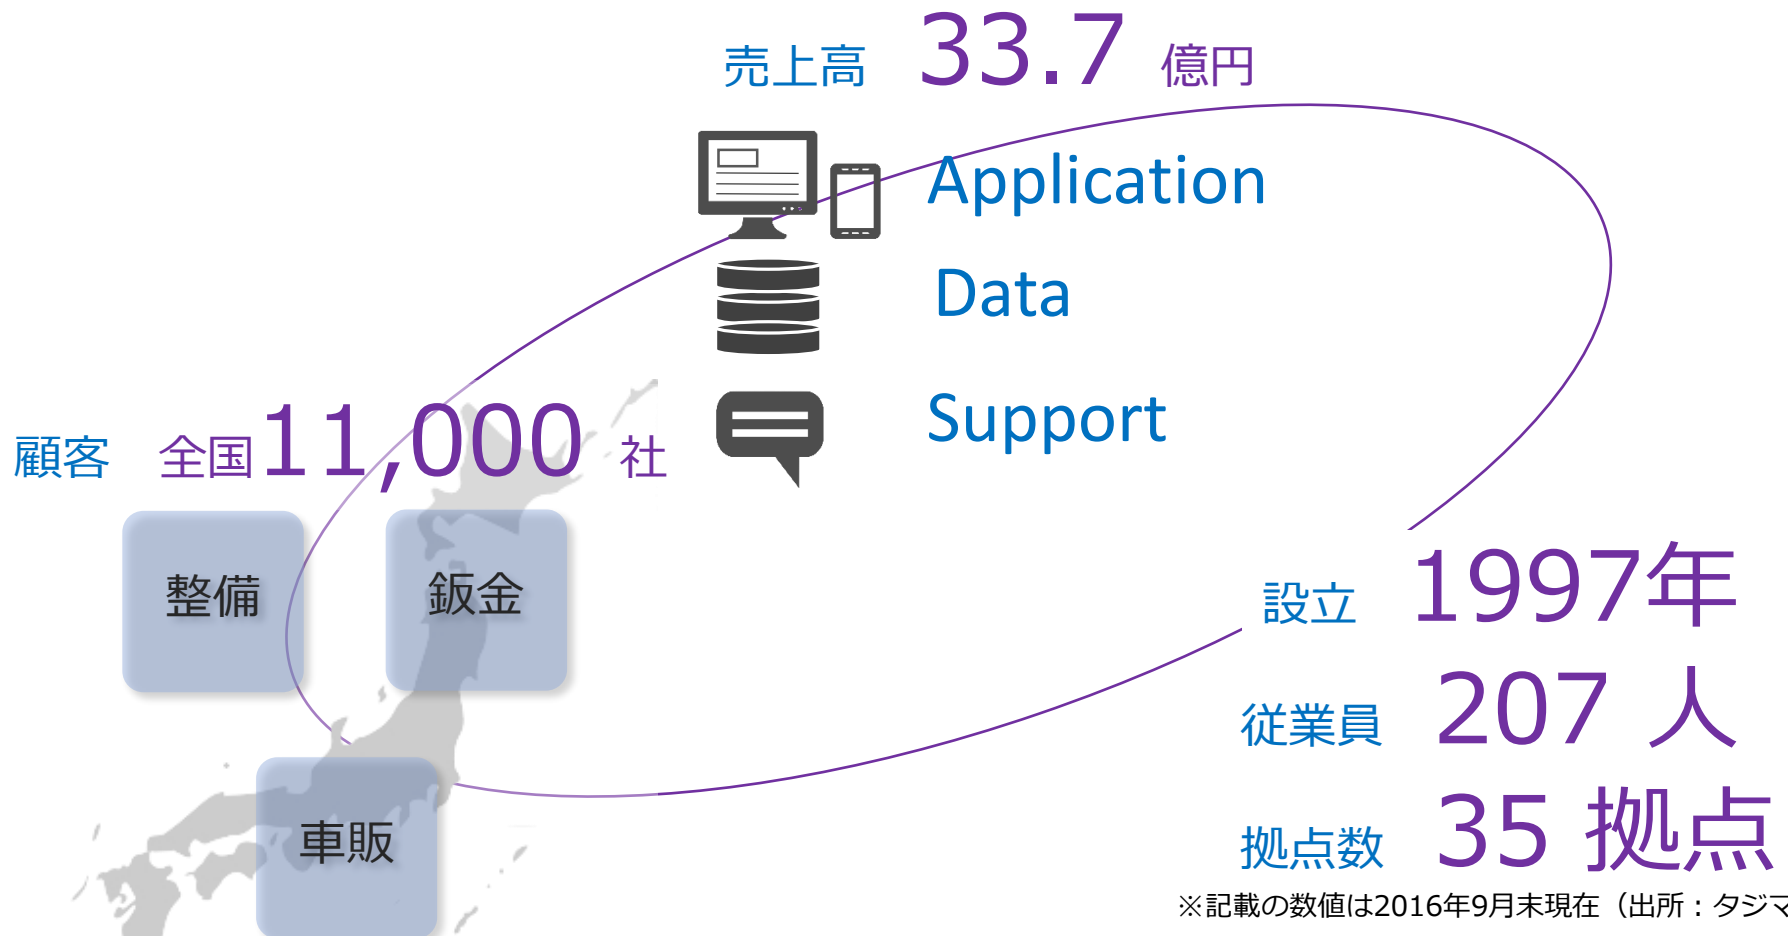 売上高 33.7 億円
Application
Data
Support
顧客 全国11,000 社
整備
鈑金
車販
設立 1997年
従業員 207 人
拠点数 35 拠点
※記載の数値は2016年9月末現在（出所：タジマ